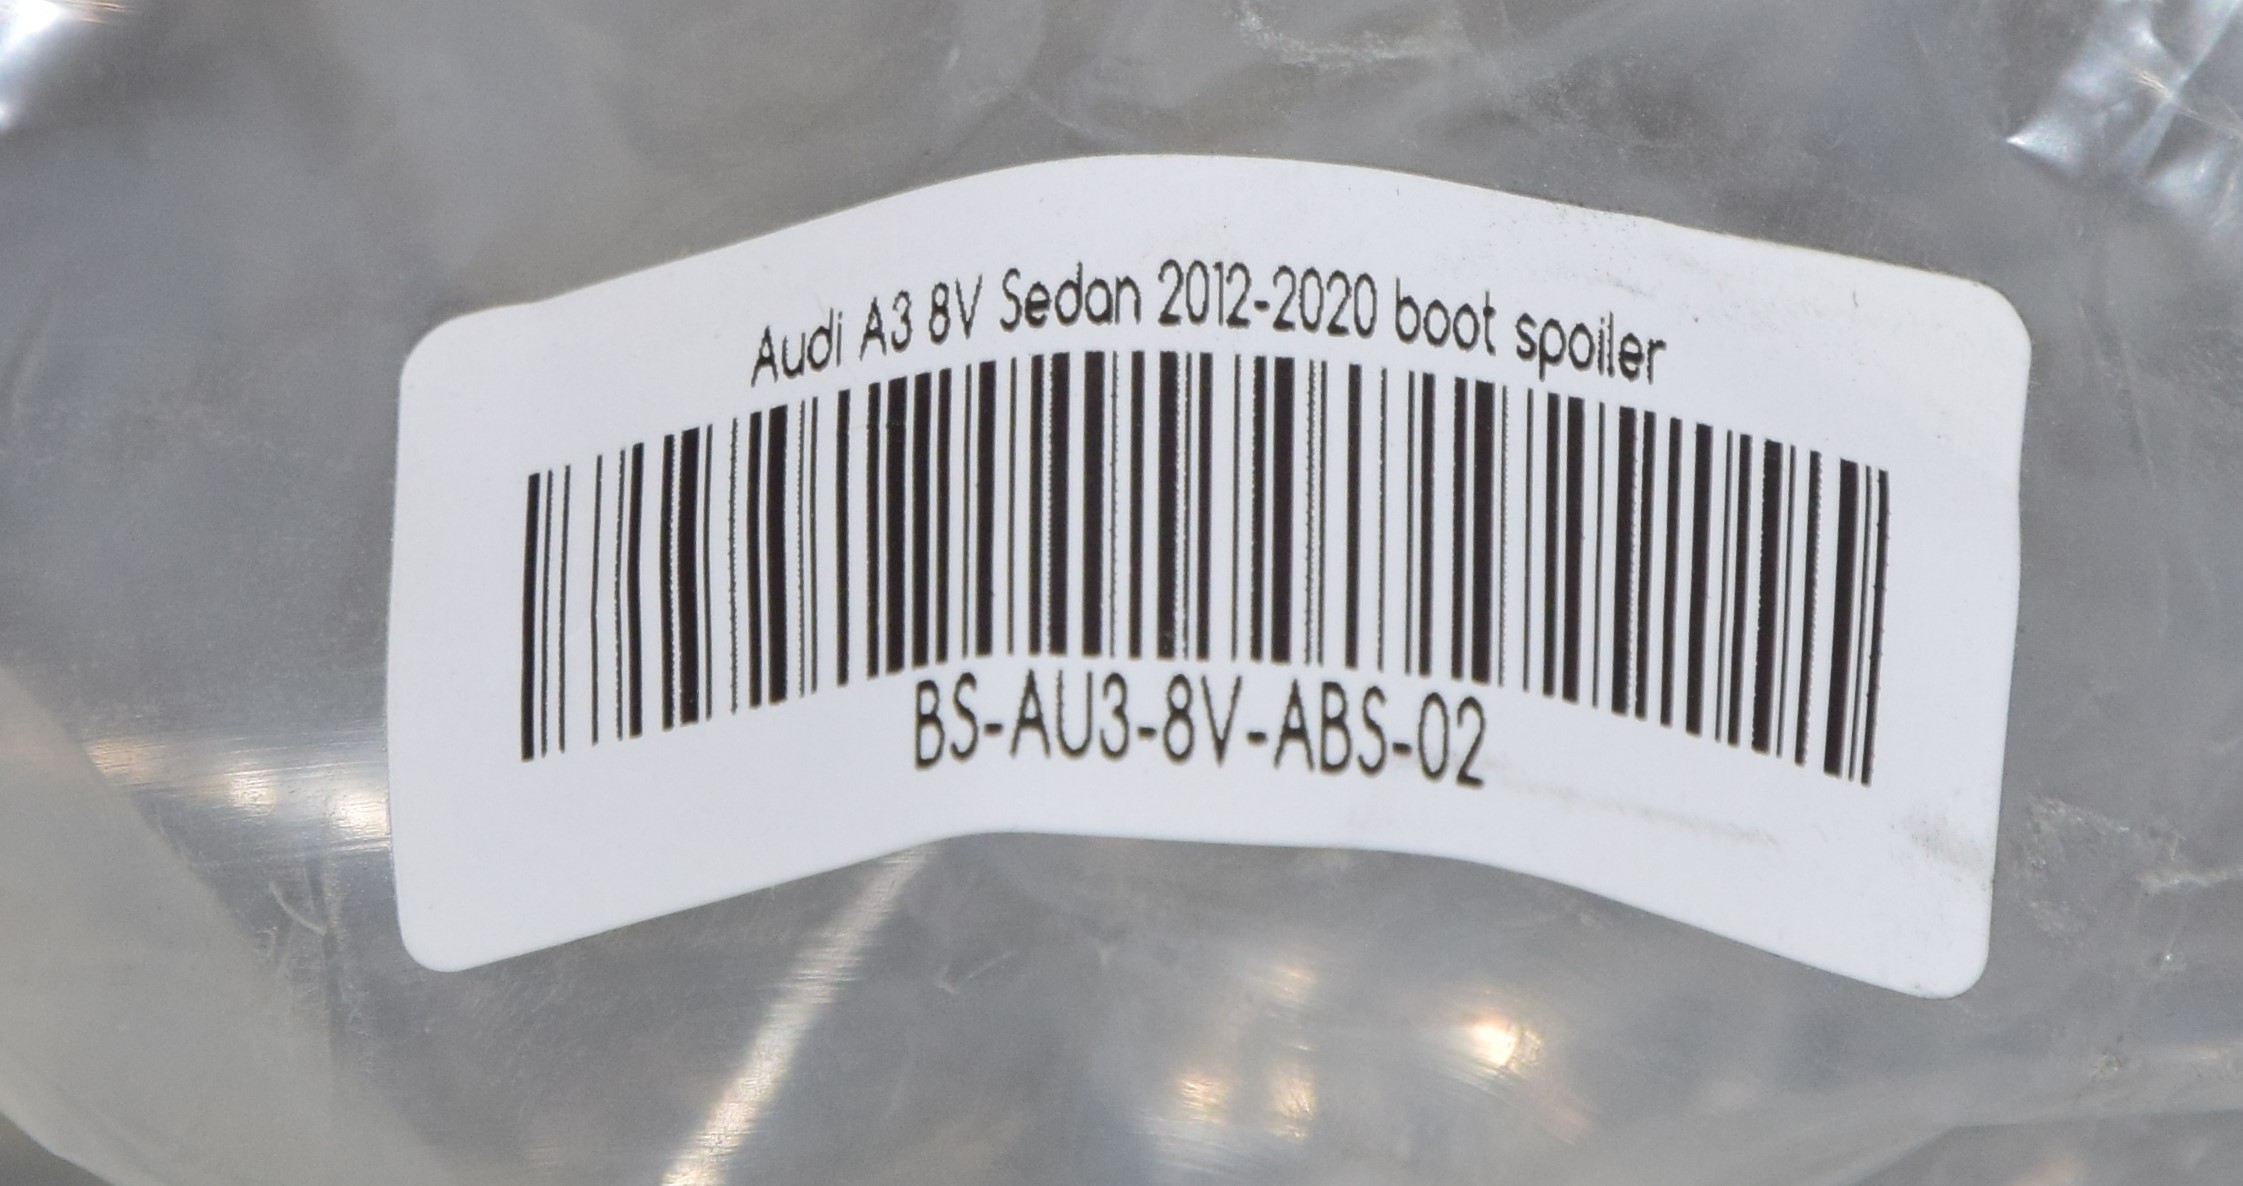 Audi A3 8V Sedan 2012-2020 boot spoiler
BS-AU3-8V-ABS-02